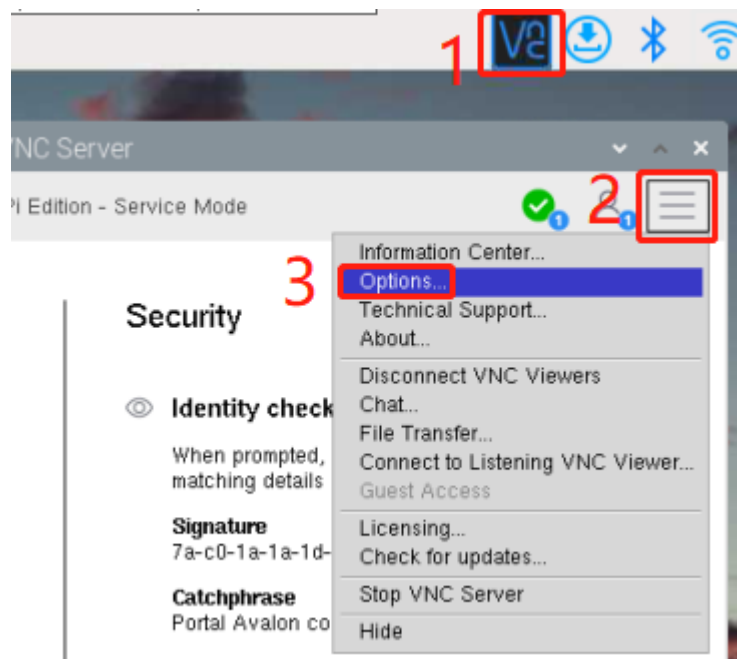 1
VNC Server
Pi Edition - Service Mode
2
1
1
3
Information Center...
Options...
Technical Support...
About...
Disconnect VNC Viewers
Chat...
File Transfer...
Connect to Listening VNC Viewer...
Guest Access
Licensing...
Check for updates...
Stop VNC Server
Hide
Security
Identity check
When prompted,
matching details
Signature
7a-c0-1a-1a-1d-
Catchphrase
Portal Avalon co